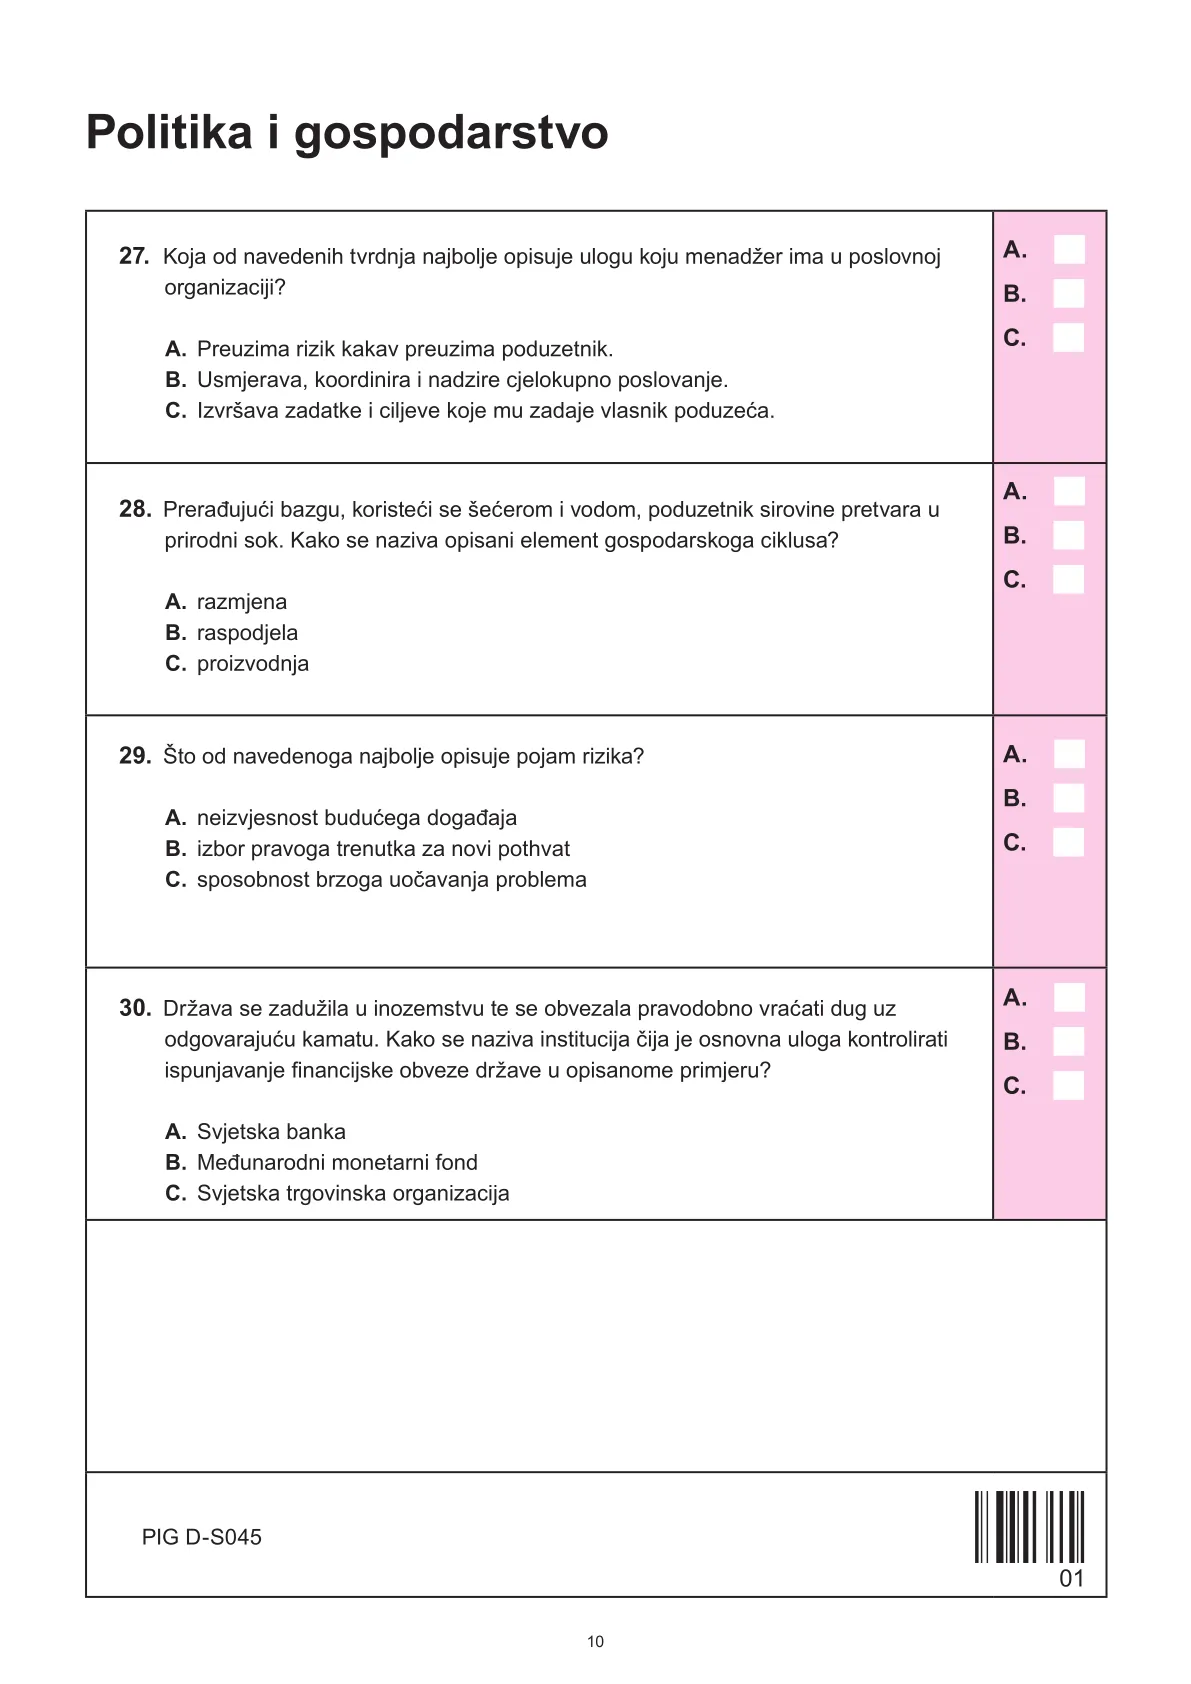 Politika i gospodarstvo
27. Koja od navedenih tvrdnja najbolje opisuje ulogu koju menadžer ima u poslovnoj
organizaciji?
A. Preuzima rizik kakav preuzima poduzetnik.
B. Usmjerava, koordinira i nadzire cjelokupno poslovanje.
C. Izvršava zadatke i ciljeve koje mu zadaje vlasnik poduzeća.
A.
B.
C.
28. Prerađujući bazgu, koristeći se šećerom i vodom, poduzetnik sirovine pretvara u
prirodni sok. Kako se naziva opisani element gospodarskoga ciklusa?
A. razmjena
B. raspodjela
C. proizvodnja
A.
B.
C.
29. Što od navedenoga najbolje opisuje pojam rizika?
A. neizvjesnost budućega događaja
B. izbor pravoga trenutka za novi pothvat
C. sposobnost brzoga uočavanja problema
A.
B.
C.
30. Država se zadužila u inozemstvu te se obvezala pravodobno vraćati dug uz
odgovarajuću kamatu. Kako se naziva institucija čija je osnovna uloga kontrolirati
ispunjavanje financijske obveze države u opisanome primjeru?
A. Svjetska banka
B. Međunarodni monetarni fond
C. Svjetska trgovinska organizacija
A.
B.
C.
PIG D-S045
01
10